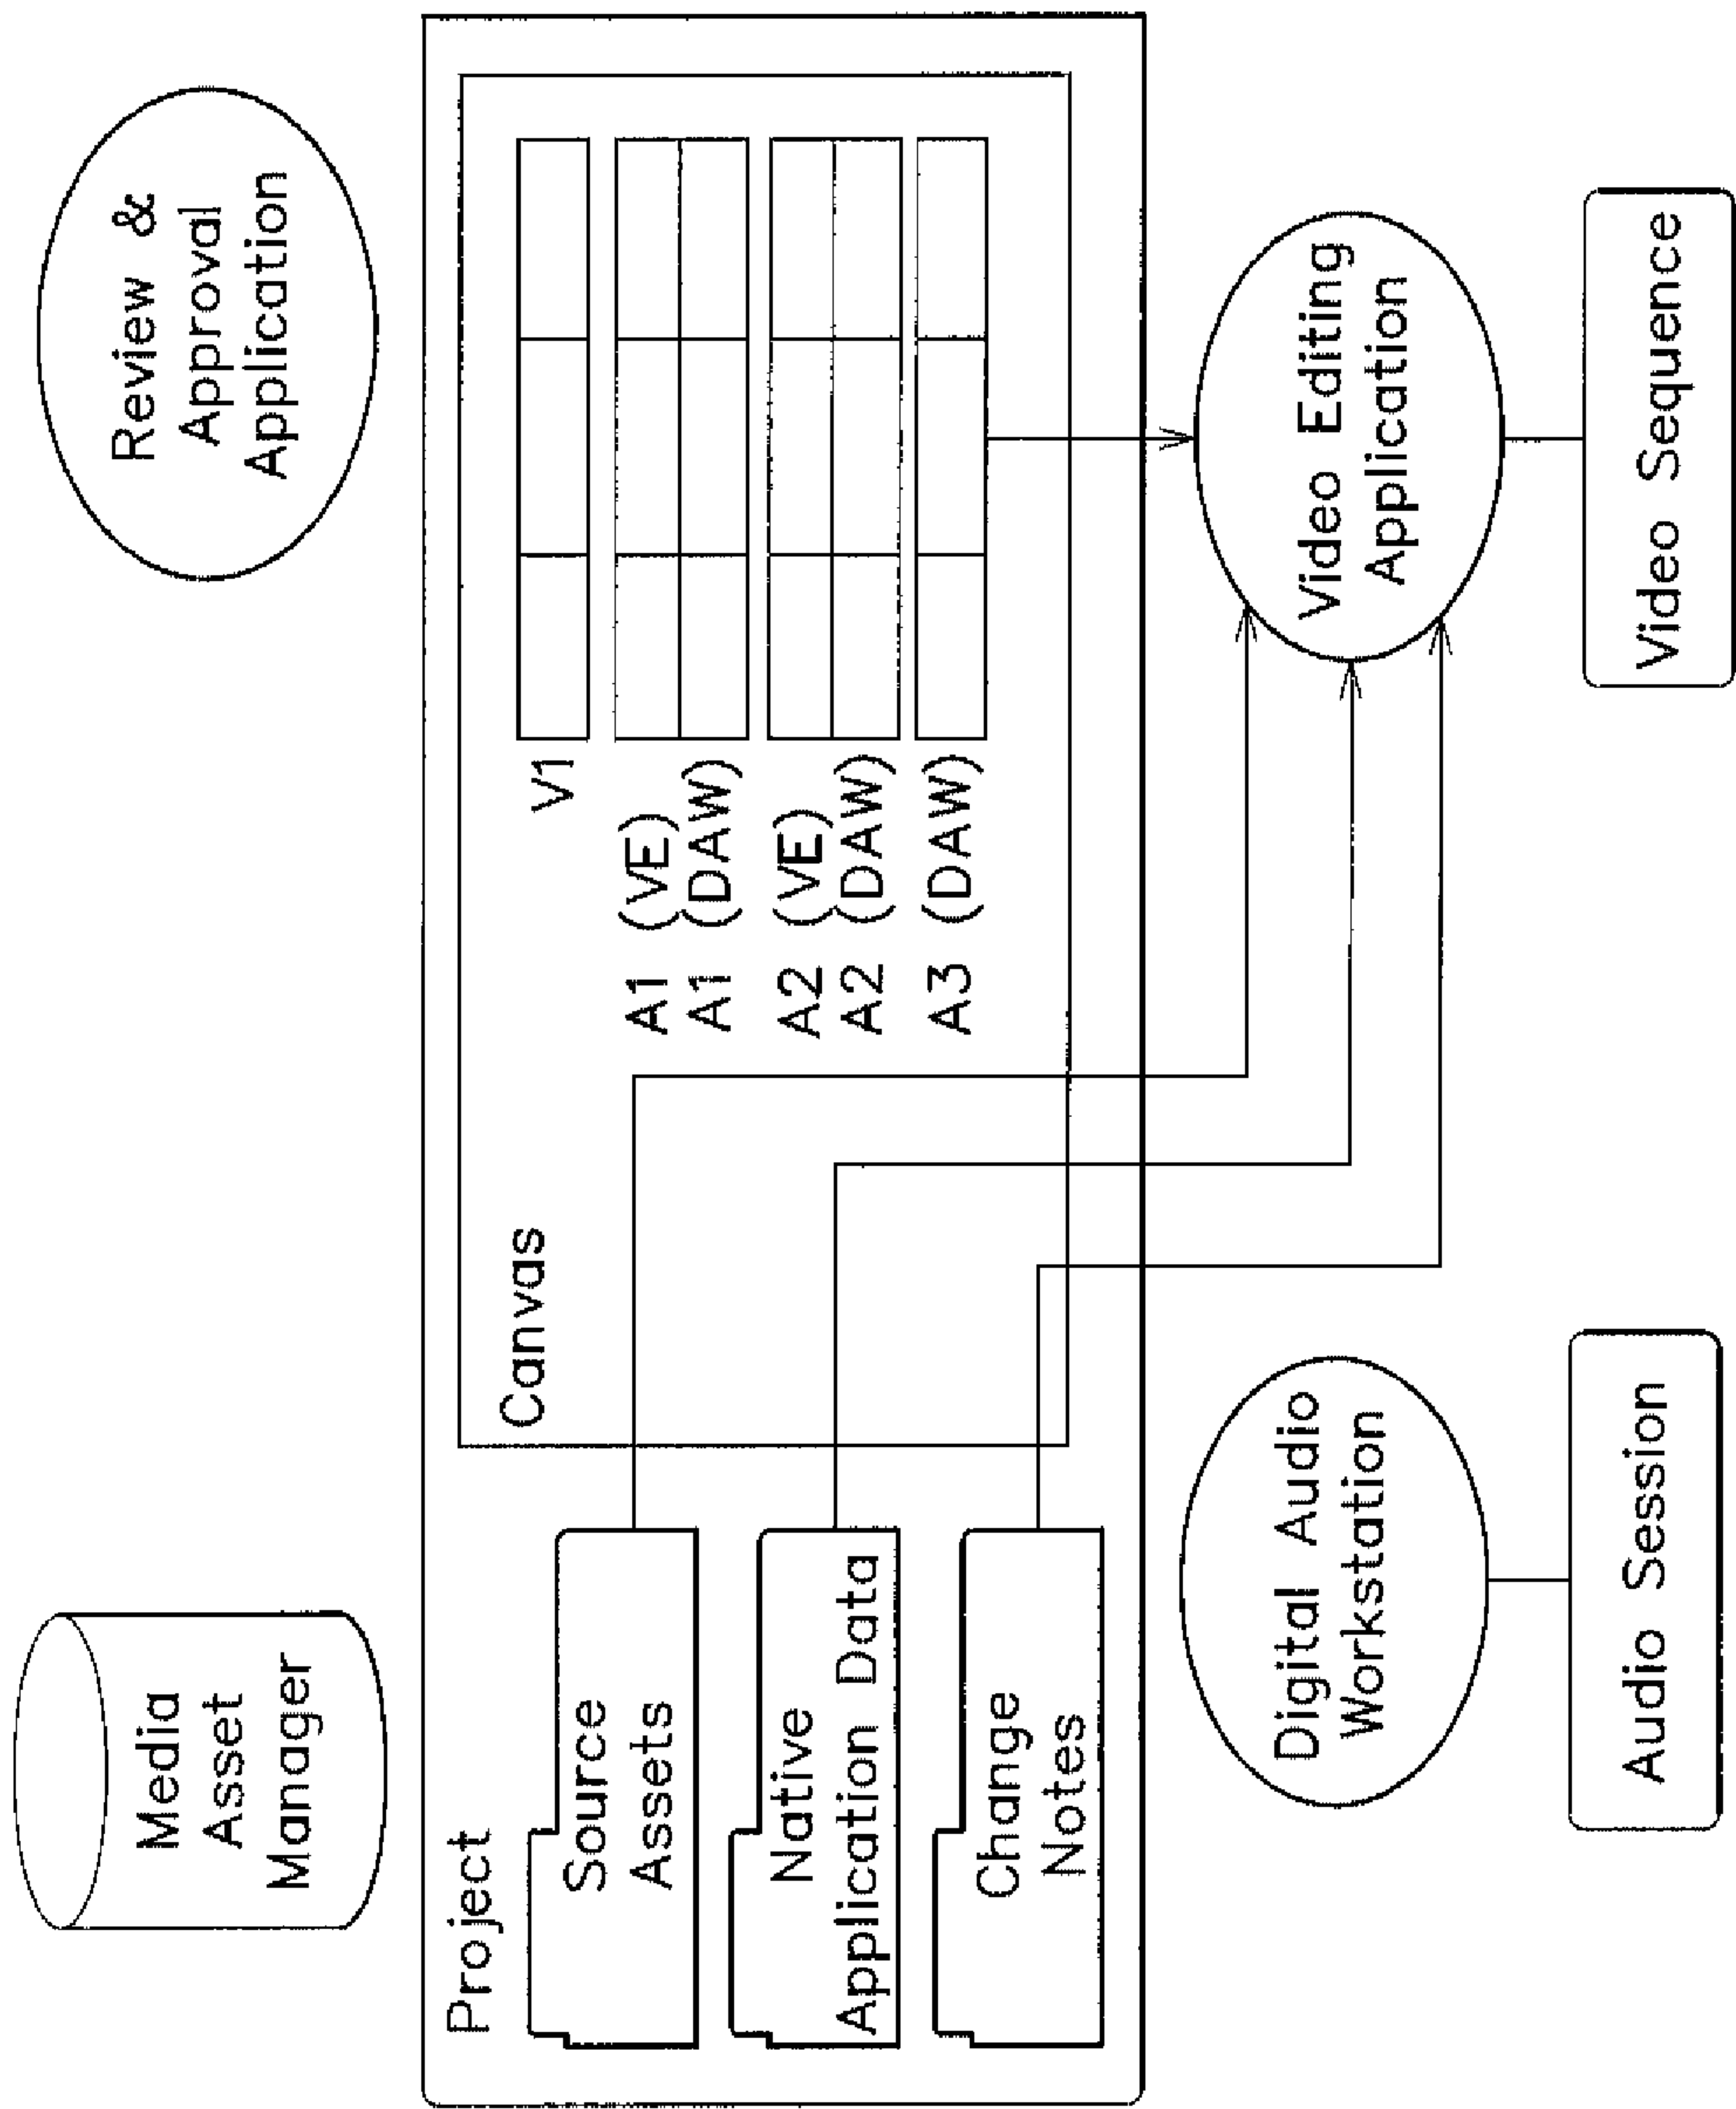 Media
Asset
Manager
Review &
Approval
Application
Project
Canvas
Source
Assets
Native
Application Data
Change
Notes
V1
A1 (VE)
A1 (DAW)
A2 (VE)
A2 (DAW)
A3 (DAW)
Digital Audio
Workstation
Video Editing
Application
Audio Session
Video Sequence